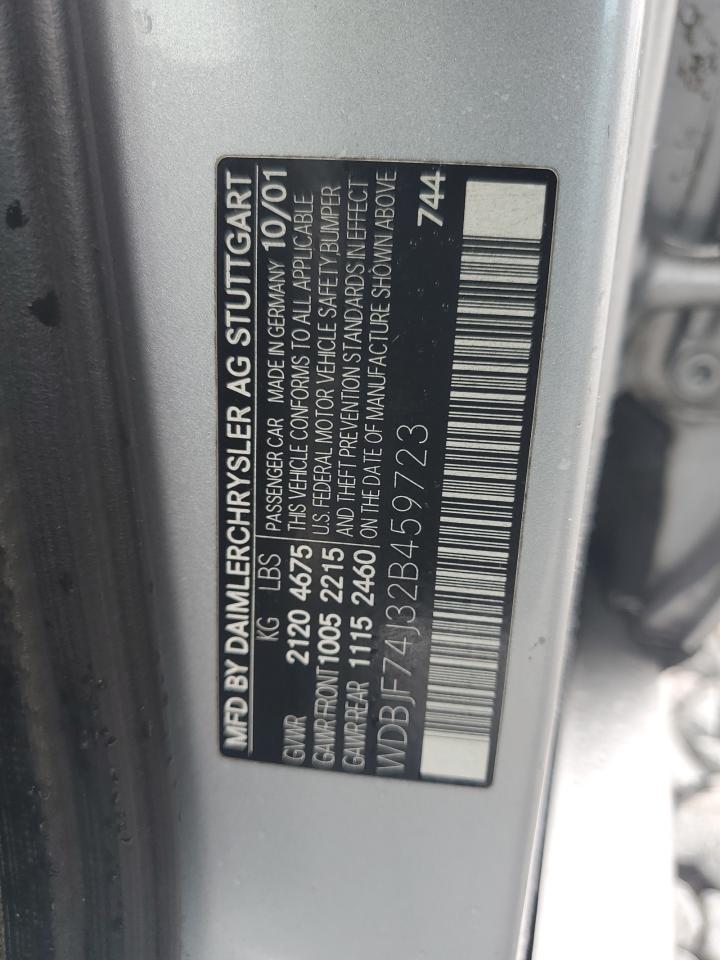 MFD BY DAIMLERCHRYSLER AG STUTTGART
KG LBS PASSENGER CAR MADE IN GERMANY 10/01
GVWR 2120 4675 THIS VEHICLE CONFORMS TO ALL APPLICABLE
GAWR FRONT 1005 2215 U.S. FEDERAL MOTOR VEHICLE SAFETY BUMPER
GAWR REAR 1115 2460 AND THEFT PREVENTION STANDARDS IN EFFECT
ON THE DATE OF MANUFACTURE SHOWN ABOVE
WDBJF74J32B459723 744